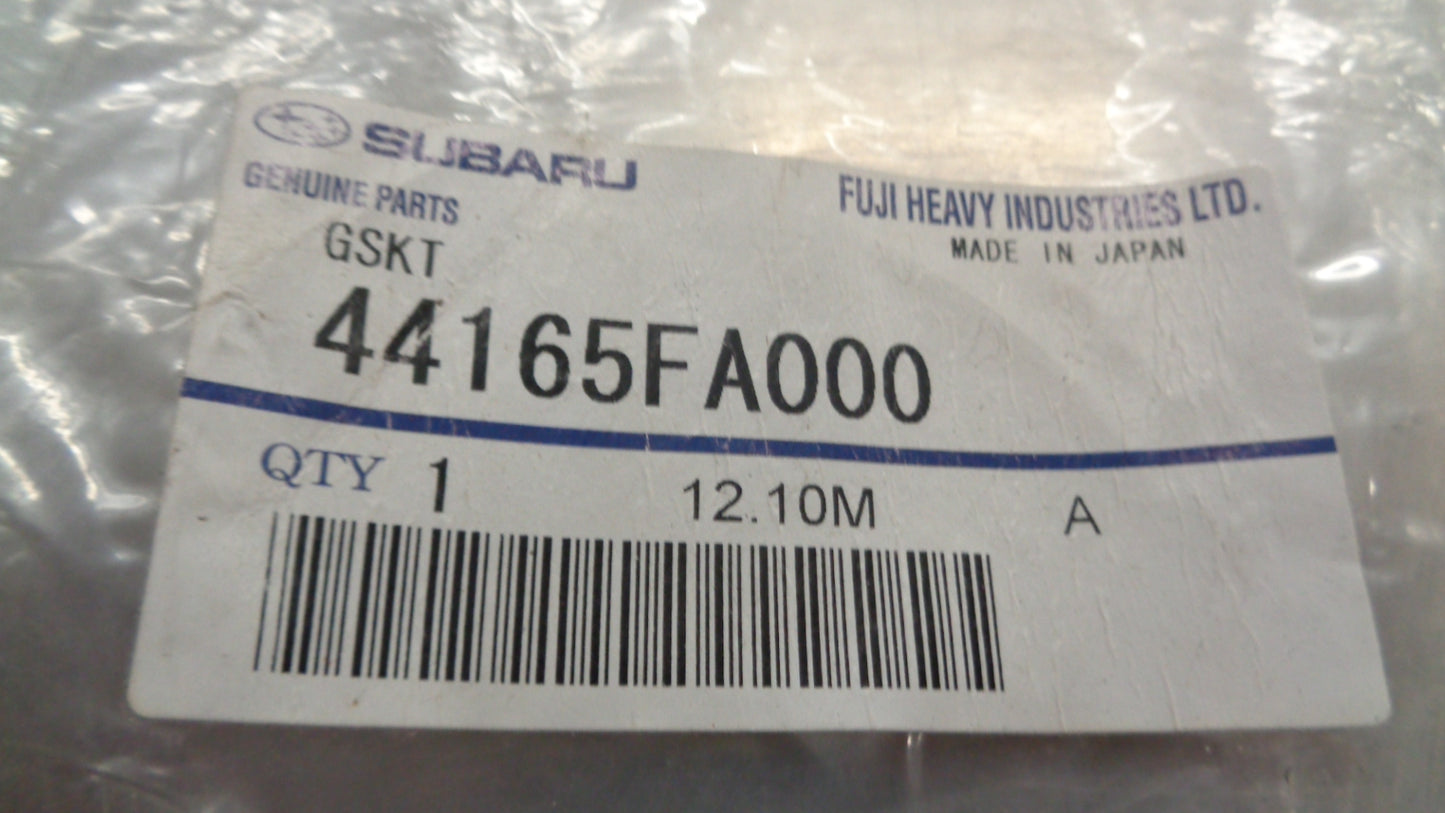 SUBARU
GENUINE PARTS
FUJI HEAVY INDUSTRIES LTD.
MADE IN JAPAN
GSKT
44165FA000
QTY 1 12.10M A